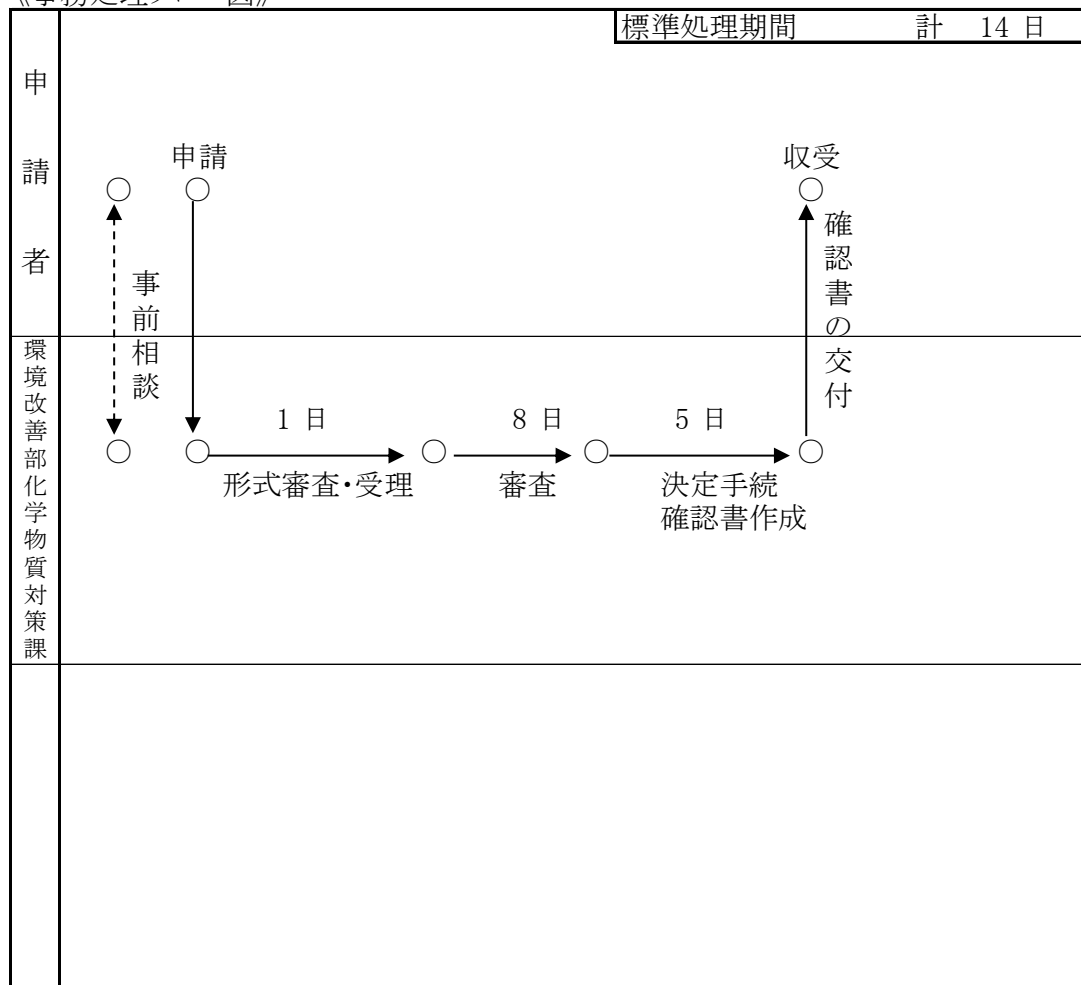 標準処理期間 計 14 日
申請者
申請
収受
事前相談
確認書の交付
環境改善部化学物質対策課
1 日
8 日
5 日
形式審査・受理
審査
決定手続
確認書作成